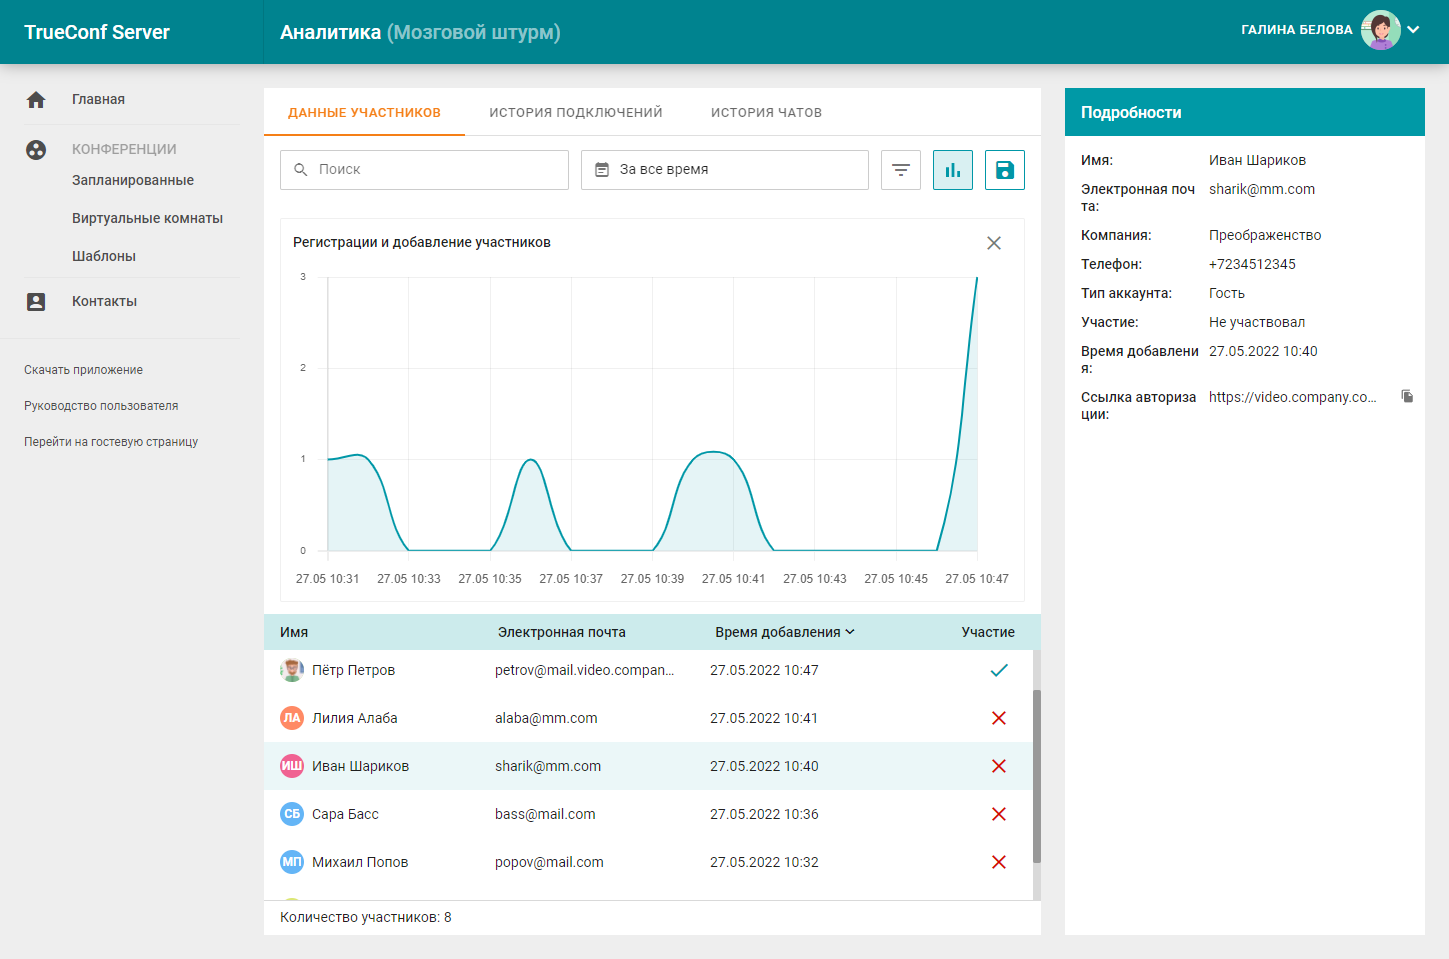 TrueConf Server
Аналитика (Мозговой штурм)
ГАЛИНА БЕЛОВА
Главная
КОНФЕРЕНЦИИ
Запланированные
Виртуальные комнаты
Шаблоны
Контакты
Скачать приложение
Руководство пользователя
Перейти на гостевую страницу
ДАННЫЕ УЧАСТНИКОВ ИСТОРИЯ ПОДКЛЮЧЕНИЙ ИСТОРИЯ ЧАТОВ
Поиск За все время
Регистрации и добавление участников
3
2
1
0
27.05 10:31 27.05 10:33 27.05 10:35 27.05 10:37 27.05 10:39 27.05 10:41 27.05 10:43 27.05 10:45 27.05 10:47
Имя Электронная почта Время добавления Участие
Пётр Петров petrov@mail.video.compan... 27.05.2022 10:47
ЛА Лилия Алаба alaba@mm.com 27.05.2022 10:41
ИШ Иван Шариков sharik@mm.com 27.05.2022 10:40
СБ Сара Басс bass@mail.com 27.05.2022 10:36
МП Михаил Попов popov@mail.com 27.05.2022 10:32
Количество участников: 8
Подробности
Имя: Иван Шариков
Электронная поч sharik@mm.com
та:
Компания: Преображенство
Телефон: +7234512345
Тип аккаунта: Гость
Участие: Не участвовал
Время добавлени 27.05.2022 10:40
я:
Ссылка авториза https://video.company.co...
ции: